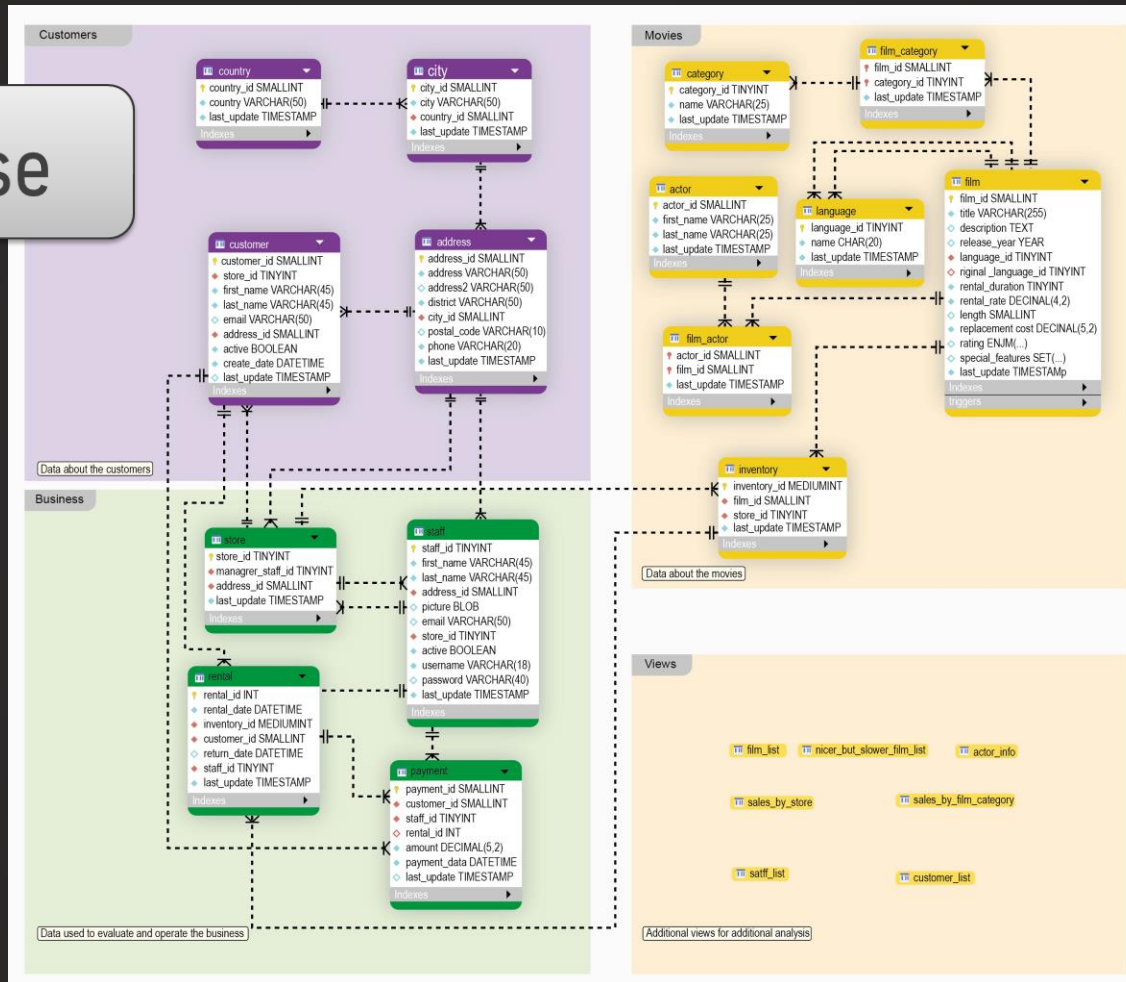 se
Customers
country
country_id SMALLINT
country VARCHAR(50)
last_update TIMESTAMP
Indexes
city
city_id SMALLINT
city VARCHAR(50)
country_id SMALLINT
last_update TIMESTAMP
Indexes
customer
customer_id SMALLINT
store_id TINYINT
first_name VARCHAR(45)
last_name VARCHAR(45)
email VARCHAR(50)
address_id SMALLINT
active BOOLEAN
create_date DATETIME
last_update TIMESTAMP
Indexes
address
address_id SMALLINT
address VARCHAR(50)
address2 VARCHAR(50)
district VARCHAR(50)
city_id SMALLINT
postal_code VARCHAR(10)
phone VARCHAR(20)
last_update TIMESTAMP
Indexes
Data about the customers
Business
store
store_id TINYINT
managrer_staff_id TINYINT
address_id SMALLINT
last_update TIMESTAMP
Indexes
staff
staff_id TINYINT
first_name VARCHAR(45)
last_name VARCHAR(45)
address_id SMALLINT
picture BLOB
email VARCHAR(50)
store_id TINYINT
active BOOLEAN
username VARCHAR(18)
password VARCHAR(40)
last_update TIMESTAMP
Indexes
rental
rental_id INT
rental_date DATETIME
inventory_id MEDIUMINT
customer_id SMALLINT
return_date DATETIME
staff_id TINYINT
last_update TIMESTAMP
Indexes
payment
payment_id SMALLINT
customer_id SMALLINT
staff_id TINYINT
rental_id INT
amount DECIMAL(5,2)
payment_data DATETIME
last_update TIMESTAMP
Indexes
Data used to evaluate and operate the business
Movies
category
category_id TINYINT
name VARCHAR(25)
last_update TIMESTAMP
Indexes
film_category
film_id SMALLINT
category_id TINYINT
last_update TIMESTAMP
Indexes
actor
actor_id SMALLINT
first_name VARCHAR(25)
last_name VARCHAR(25)
last_update TIMESTAMP
Indexes
language
language_id TINYINT
name CHAR(20)
last_update TIMESTAMP
Indexes
film
film_id SMALLINT
title VARCHAR(255)
description TEXT
release_year YEAR
language_id TINYINT
riginal _language_id TINYINT
rental_duration TINYINT
rental_rate DECINAL(4,2)
length SMALLINT
replacement cost DECINAL(5,2)
rating ENJM(...)
special_features SET(...)
last_update TIMESTAMp
Indexes
triggers
film_actor
actor_id SMALLINT
film_id SMALLINT
last_update TIMESTAMP
Indexes
inventory
inventory_id MEDIUMINT
film_id SMALLINT
store_id TINYINT
last_update TIMESTAMP
Indexes
Data about the movies
Views
film_list
nicer_but_slower_film_list
actor_info
sales_by_store
sales_by_film_category
satff_list
customer_list
Additional views for additional analysis